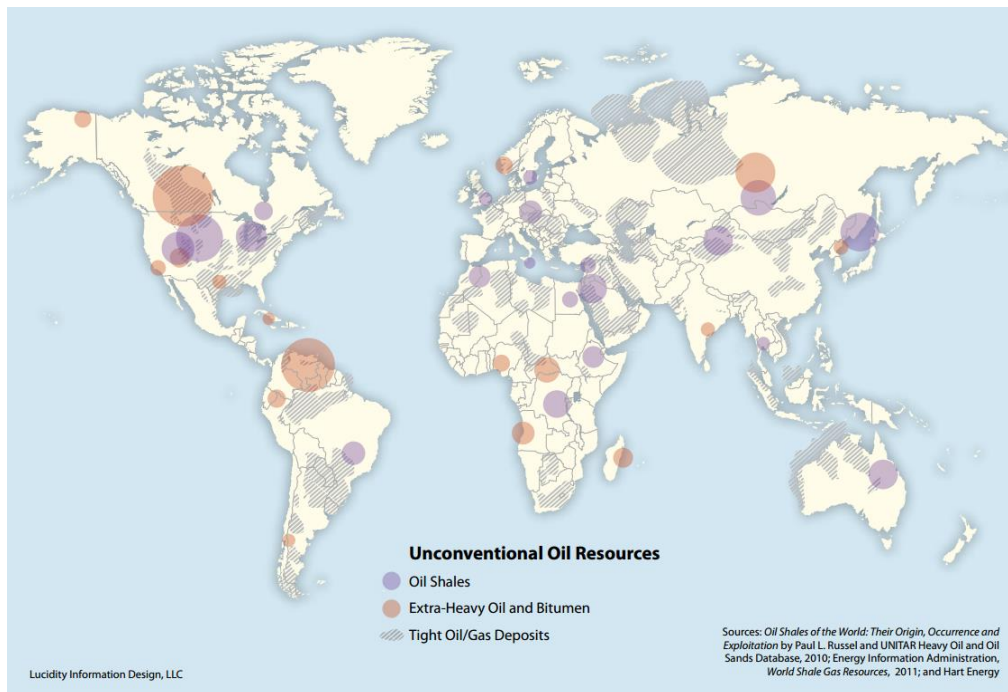 Unconventional Oil Resources
Oil Shales
Extra-Heavy Oil and Bitumen
Tight Oil/Gas Deposits
Sources: Oil Shales of the World: Their Origin, Occurrence and
Exploitation by Paul L. Russel and UNITAR Heavy Oil and Oil
Sands Database, 2010; Energy Information Administration,
World Shale Gas Resources, 2011; and Hart Energy
Lucidity Information Design, LLC